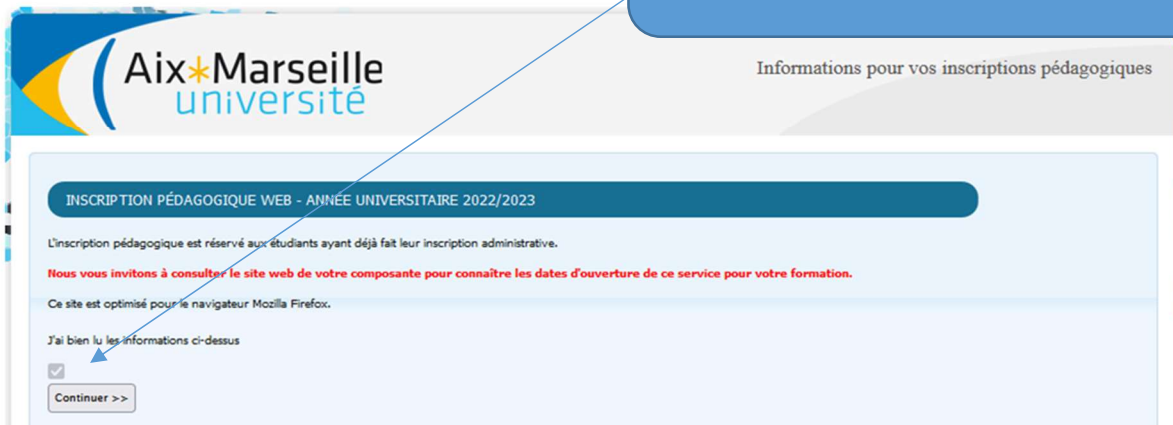 Aix*Marseille
université
Informations pour vos inscriptions pédagogiques
INSCRIPTION PÉDAGOGIQUE WEB - ANNÉE UNIVERSITAIRE 2022/2023
L'inscription pédagogique est réservé aux étudiants ayant déjà fait leur inscription administrative.
Nous vous invitons à consulter le site web de votre composante pour connaître les dates d'ouverture de ce service pour votre formation.
Ce site est optimisé pour le navigateur Mozilla Firefox.
J'ai bien lu les informations ci-dessus
Continuer >>